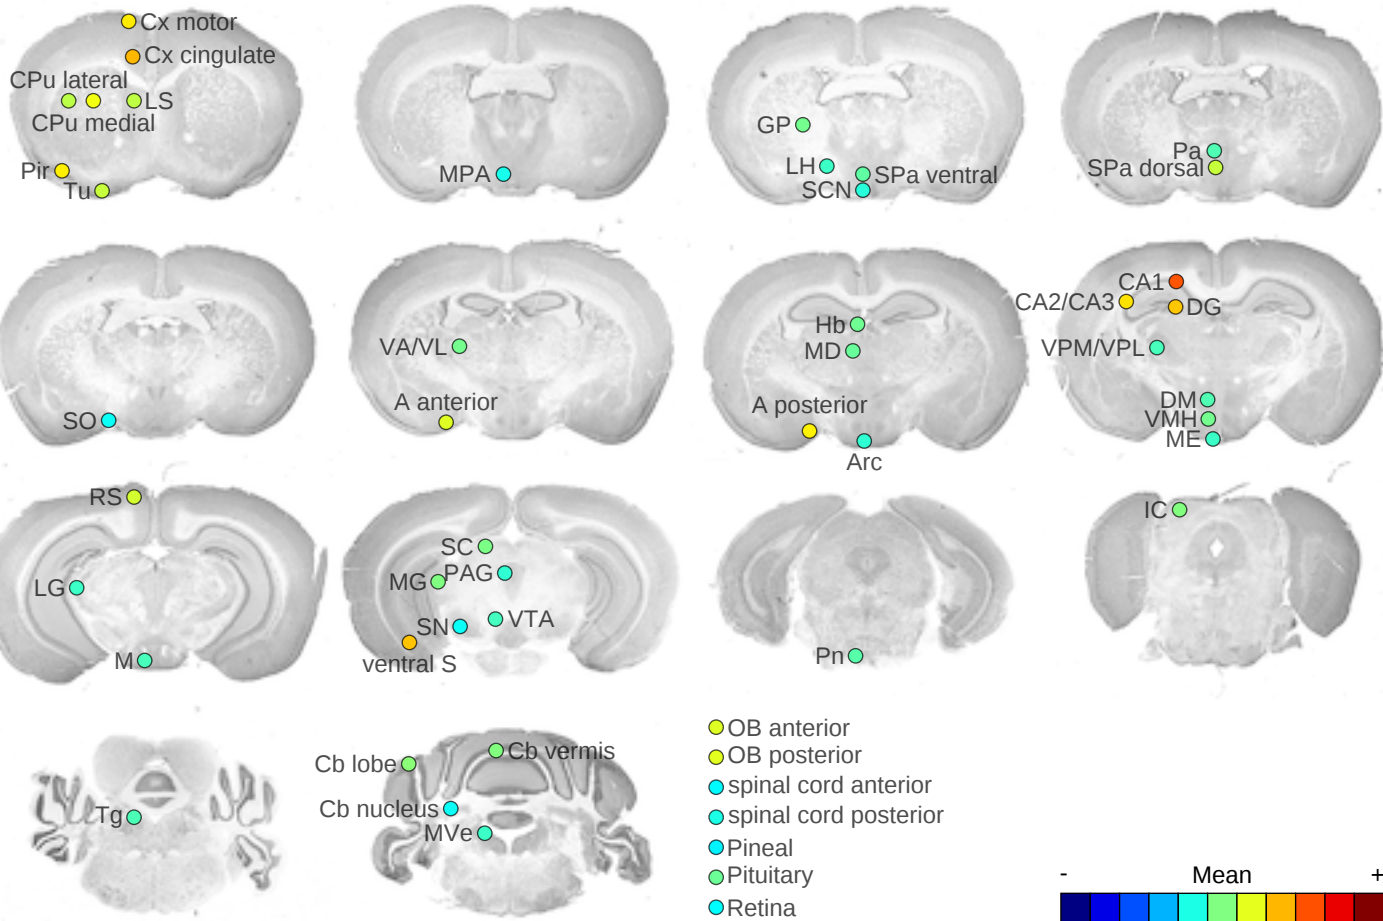 Cx motor
Cx cingulate
CPu lateral
LS
CPu medial
Pir
Tu
MPA
GP
LH
SPa ventral
SCN
Pa
SPa dorsal
SO
VA/VL
A anterior
Hb
MD
A posterior
Arc
CA1
CA2/CA3
DG
VPM/VPL
DM
VMH
ME
RS
LG
M
SC
MG
PAG
SN
VTA
ventral S
Pn
IC
Tg
Cb lobe
Cb vermis
Cb nucleus
MVe
OB anterior
OB posterior
spinal cord anterior
spinal cord posterior
Pineal
Pituitary
Retina
- Mean +